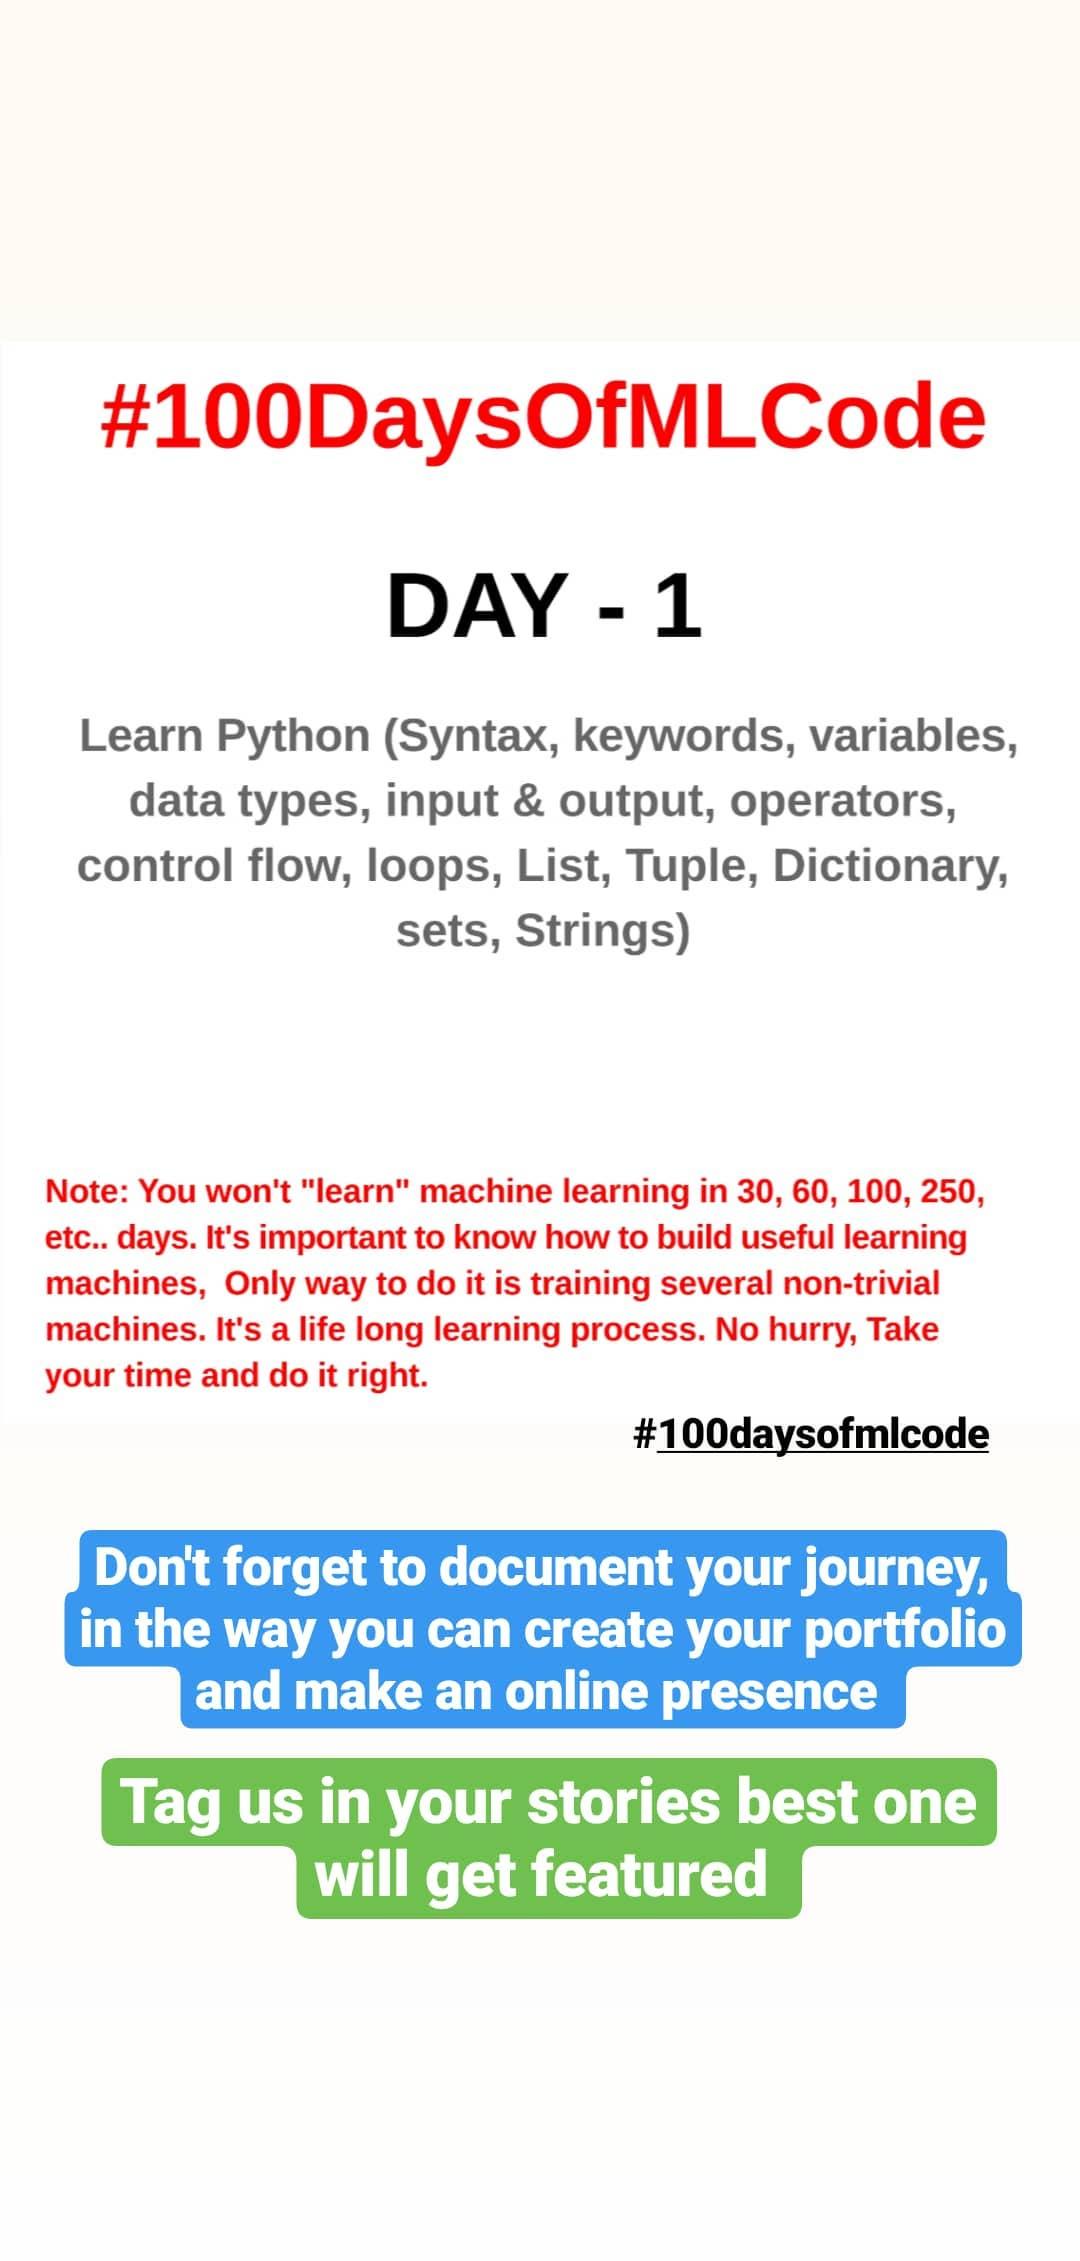 #100DaysOfMLCode
DAY - 1
Learn Python (Syntax, keywords, variables,
data types, input & output, operators,
control flow, loops, List, Tuple, Dictionary,
sets, Strings)
Note: You won't "learn" machine learning in 30, 60, 100, 250,
etc.. days. It's important to know how to build useful learning
machines,  Only way to do it is training several non-trivial
machines. It's a life long learning process. No hurry, Take
your time and do it right.
#100daysofmlcode
Don't forget to document your journey,
in the way you can create your portfolio
and make an online presence
Tag us in your stories best one
will get featured